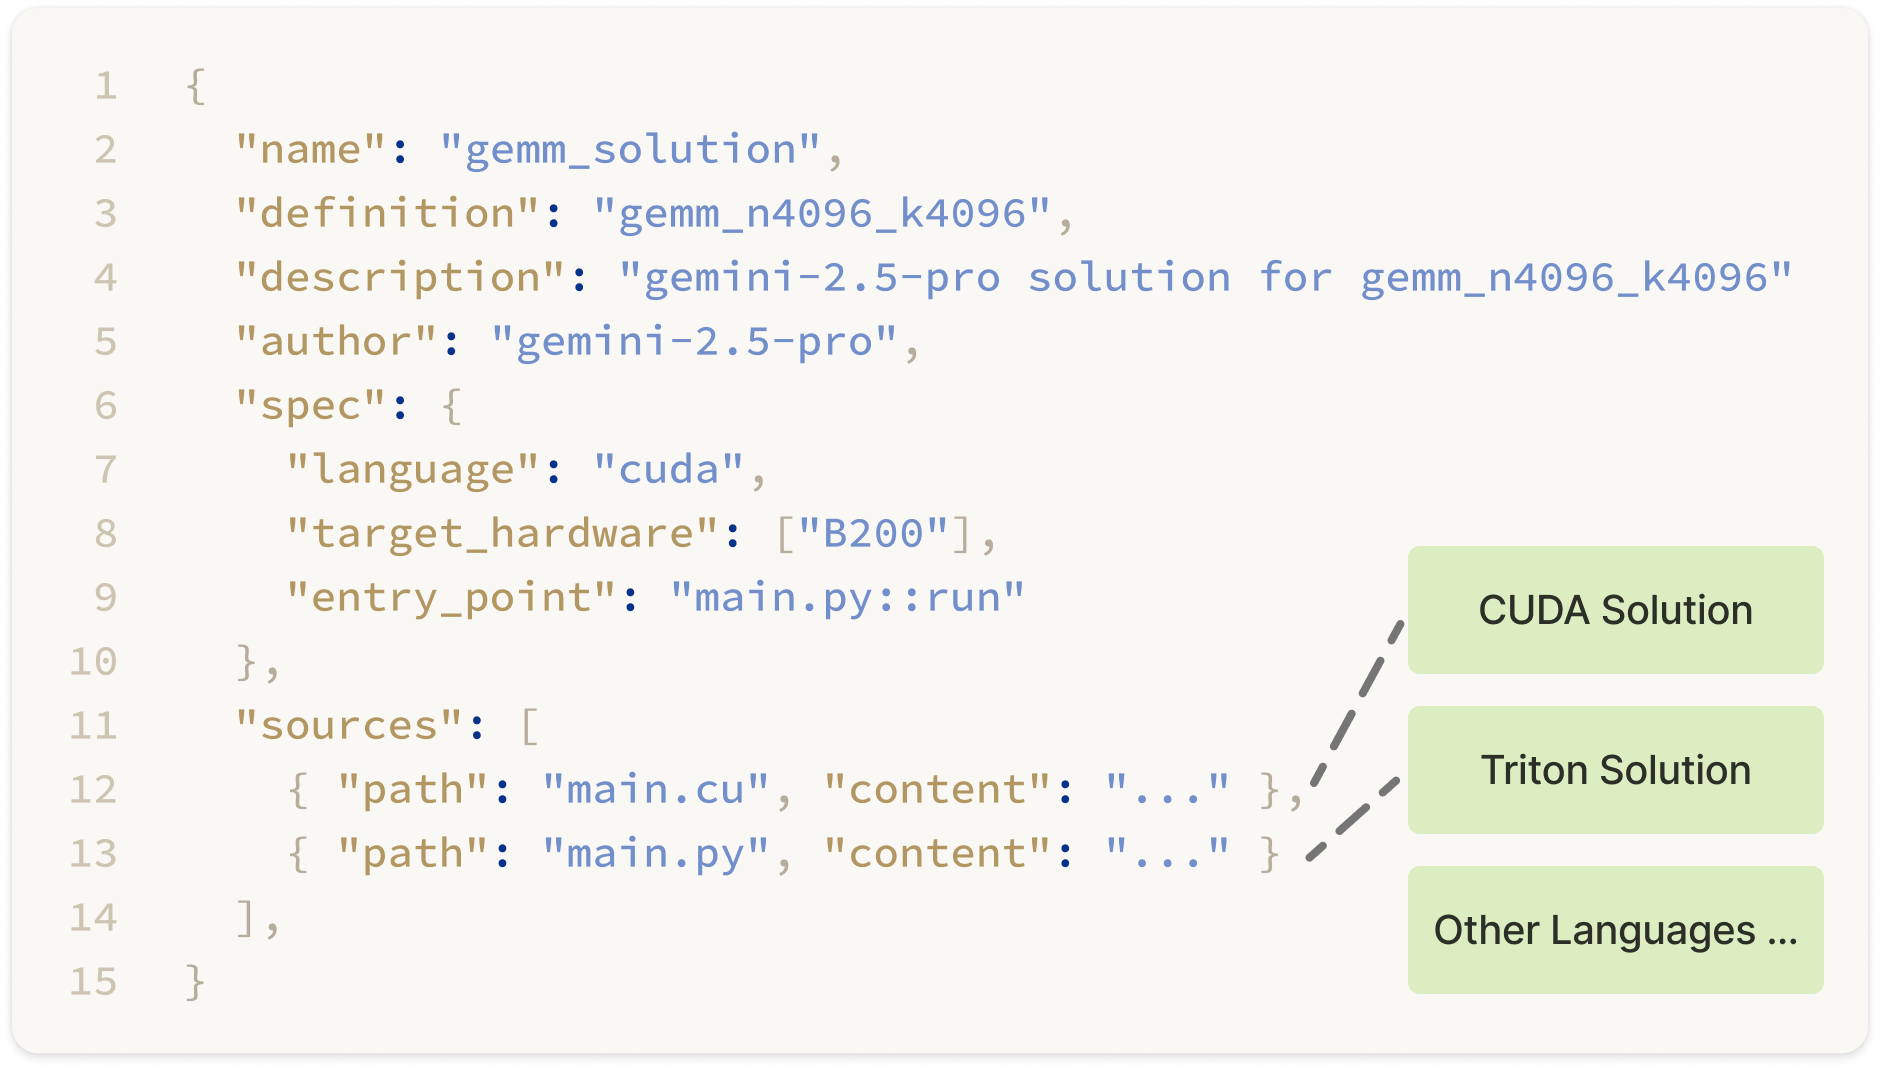 1 {
2 "name": "gemm_solution",
3 "definition": "gemm_n4096_k4096",
4 "description": "gemini-2.5-pro solution for gemm_n4096_k4096"
5 "author": "gemini-2.5-pro",
6 "spec": {
7 "language": "cuda",
8 "target_hardware": ["B200"],
9 "entry_point": "main.py::run"
10 },
11 "sources": [
12 { "path": "main.cu", "content": "..." },
13 { "path": "main.py", "content": "..." }
14 ],
15 }
CUDA Solution
Triton Solution
Other Languages ...